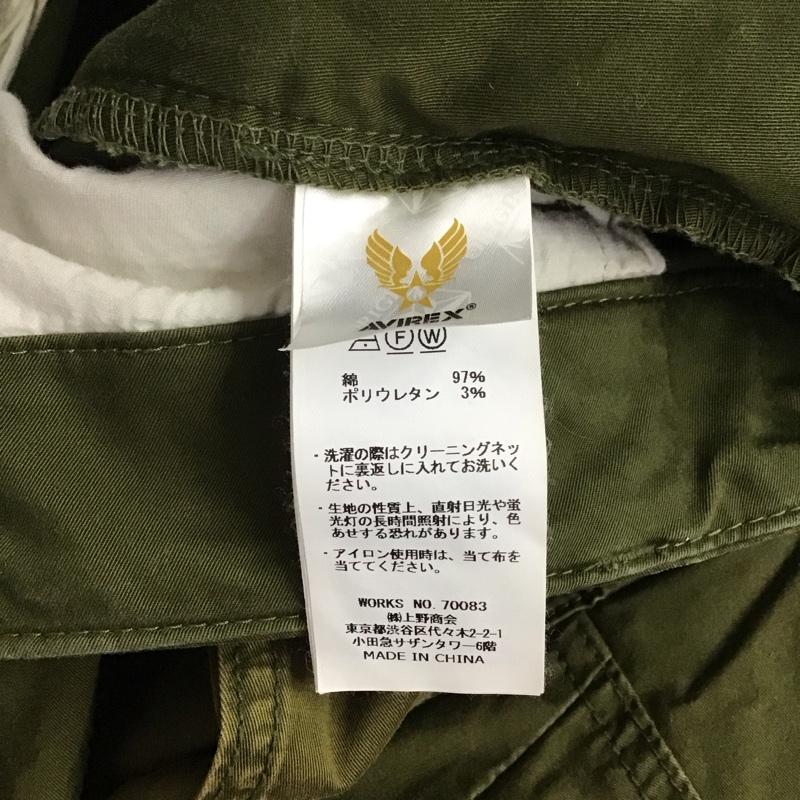 AVIREX®
F W
綿 97%
ポリウレタン 3%
・洗濯の際はクリーニングネッ
トに裏返しに入れてお洗いく
ださい。
・生地の性質上、直射日光や蛍
光灯の長時間照射により、色
あせする恐れがあります。
・アイロン使用時は、当て布を
当ててください。
WORKS NO.70083
㈱上野商会
東京都渋谷区代々木2-2-1
小田急サザンタワー6階
MADE IN CHINA